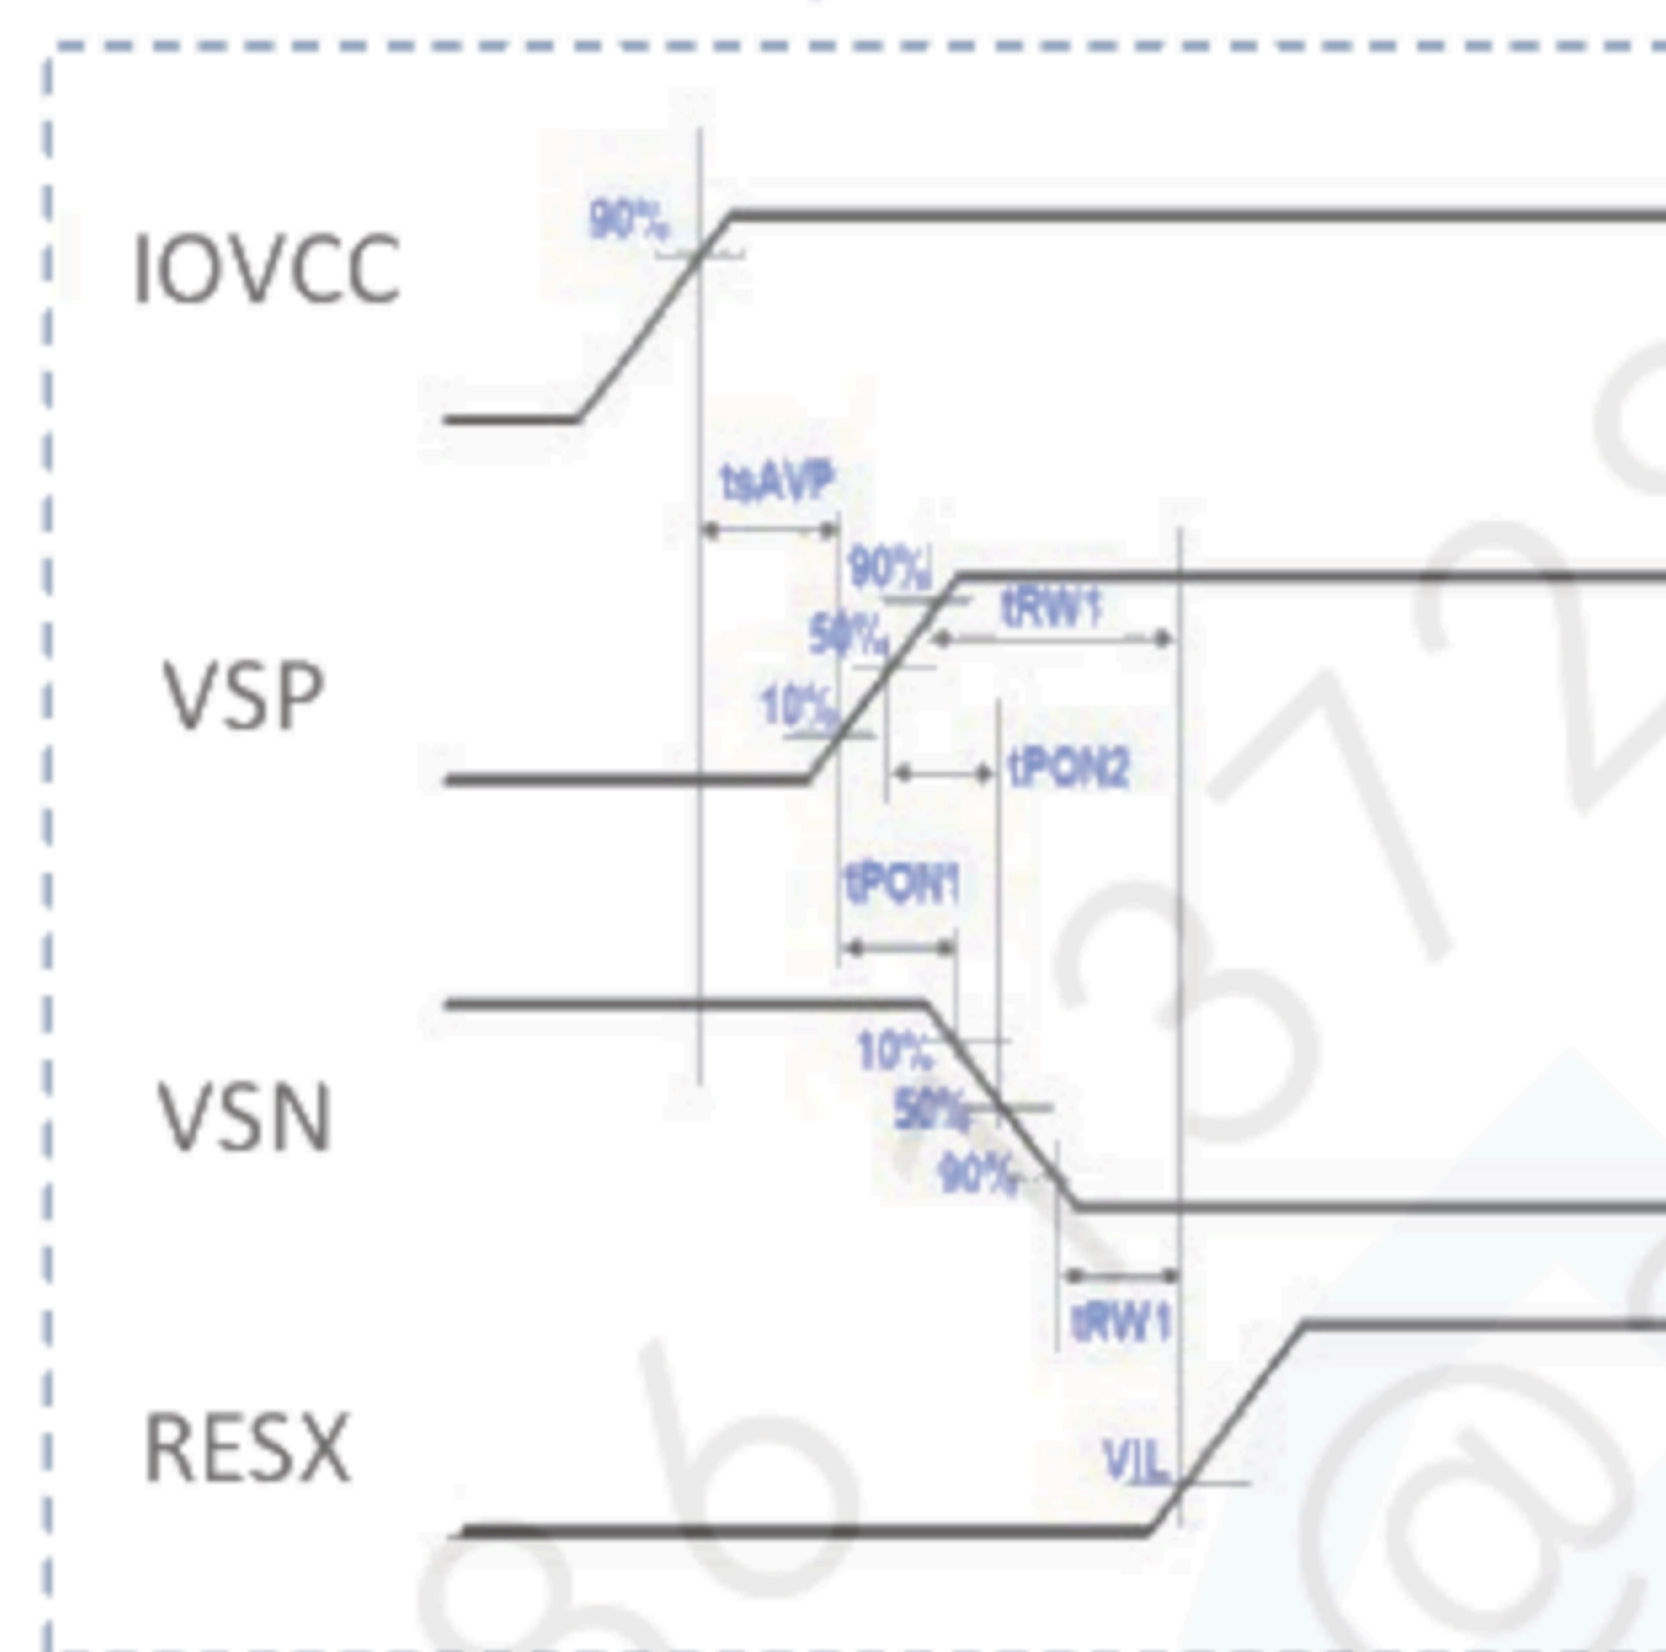 90%
IOVCC
tsAVP
90%
tRW1
50%
VSP
10%
tPON2
tPON1
10%
VSN
50%
90%
tRW1
RESX
VIL